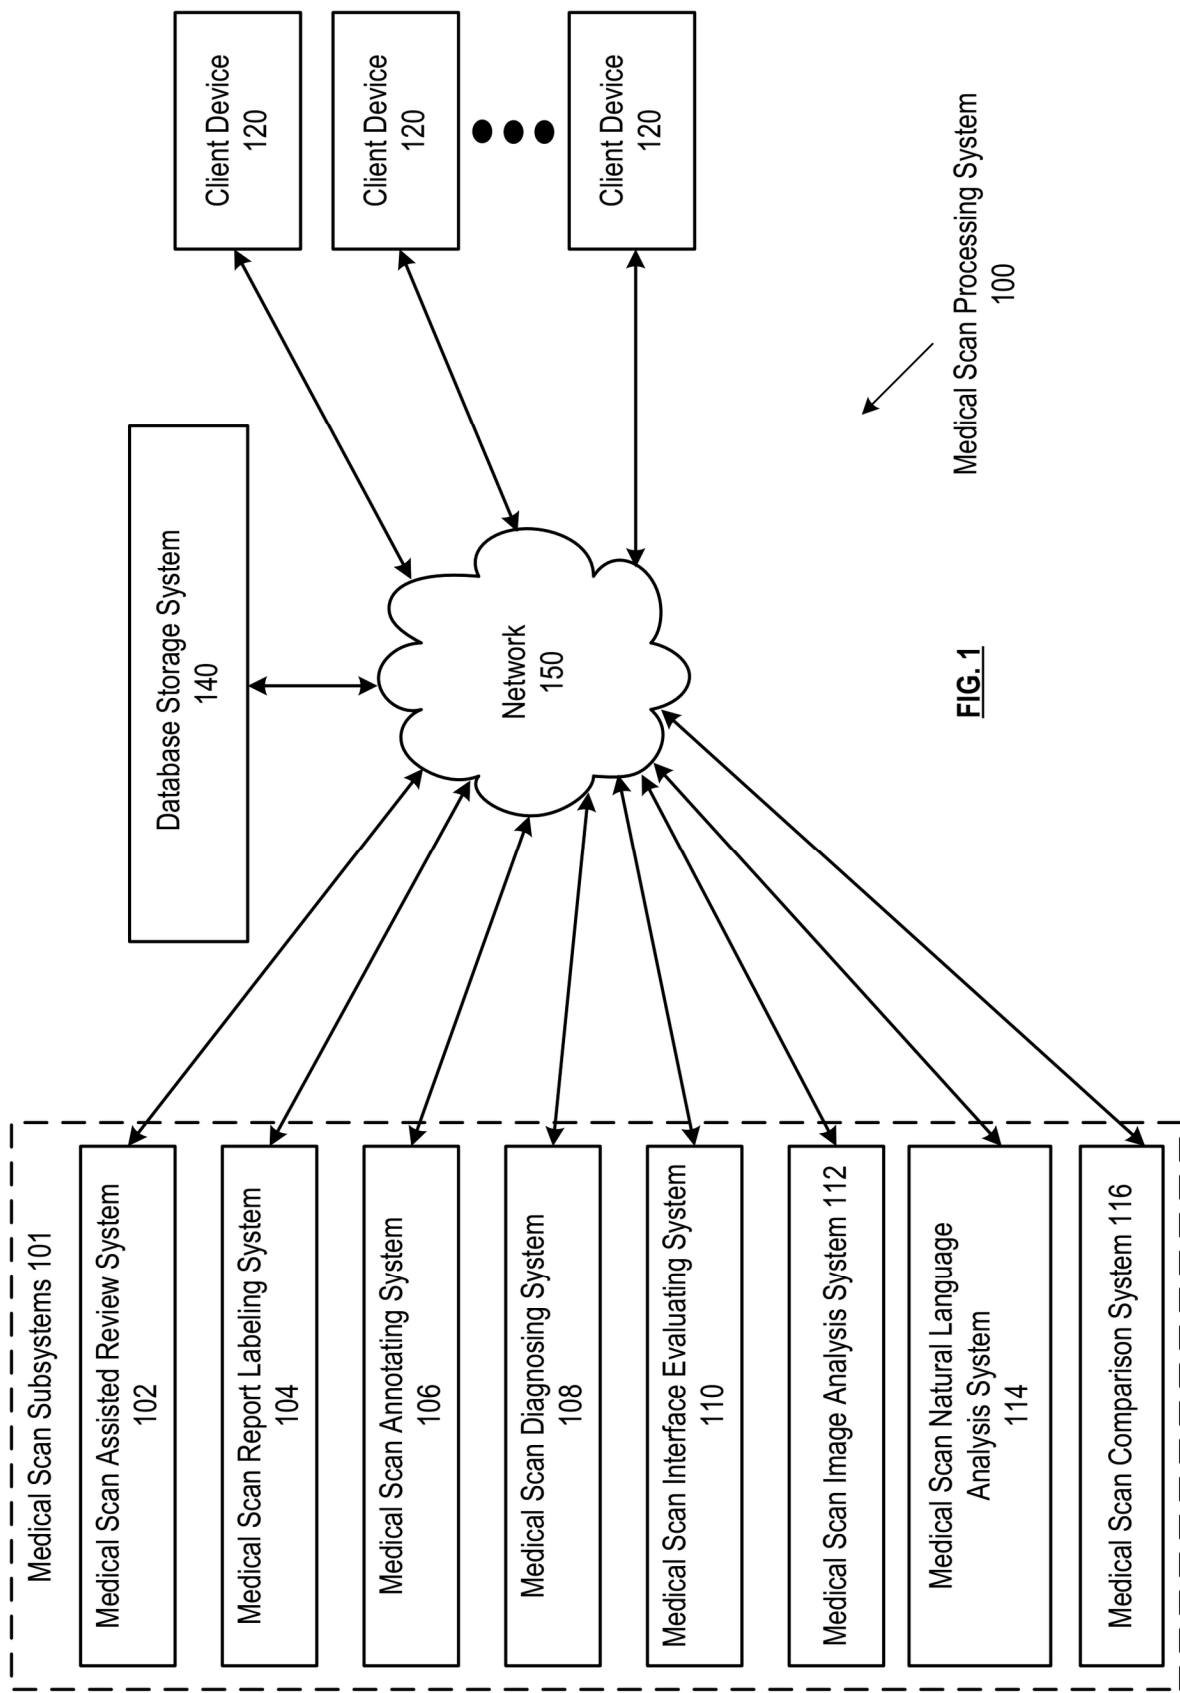 Medical Scan Subsystems 101
Medical Scan Assisted Review System
102
Medical Scan Report Labeling System
104
Medical Scan Annotating System
106
Medical Scan Diagnosing System
108
Medical Scan Interface Evaluating System
110
Medical Scan Image Analysis System 112
Medical Scan Natural Language
Analysis System
114
Medical Scan Comparison System 116
Database Storage System
140
Network
150
Client Device
120
Client Device
120
Client Device
120
Medical Scan Processing System
100
FIG. 1